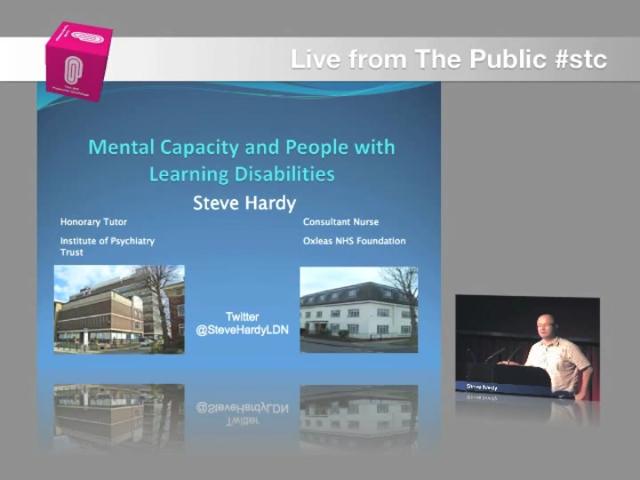 Live from The Public #stc
Mental Capacity and People with
Learning Disabilities
Steve Hardy
Honorary Tutor
Institute of Psychiatry
Trust
Consultant Nurse
Oxleas NHS Foundation
Twitter
@SteveHardyLDN
Steve Hardy